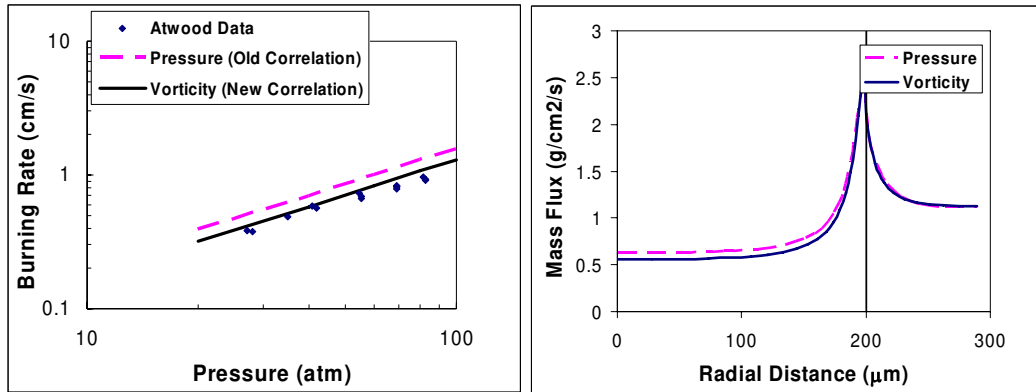 Atwood Data
Pressure (Old Correlation)
Vorticity (New Correlation)
Burning Rate (cm/s)
10
1
0.1
10
100
Pressure (atm)
Pressure
Vorticity
Mass Flux (g/cm2/s)
3
2.5
2
1.5
1
0.5
0
0
100
200
300
Radial Distance (μm)